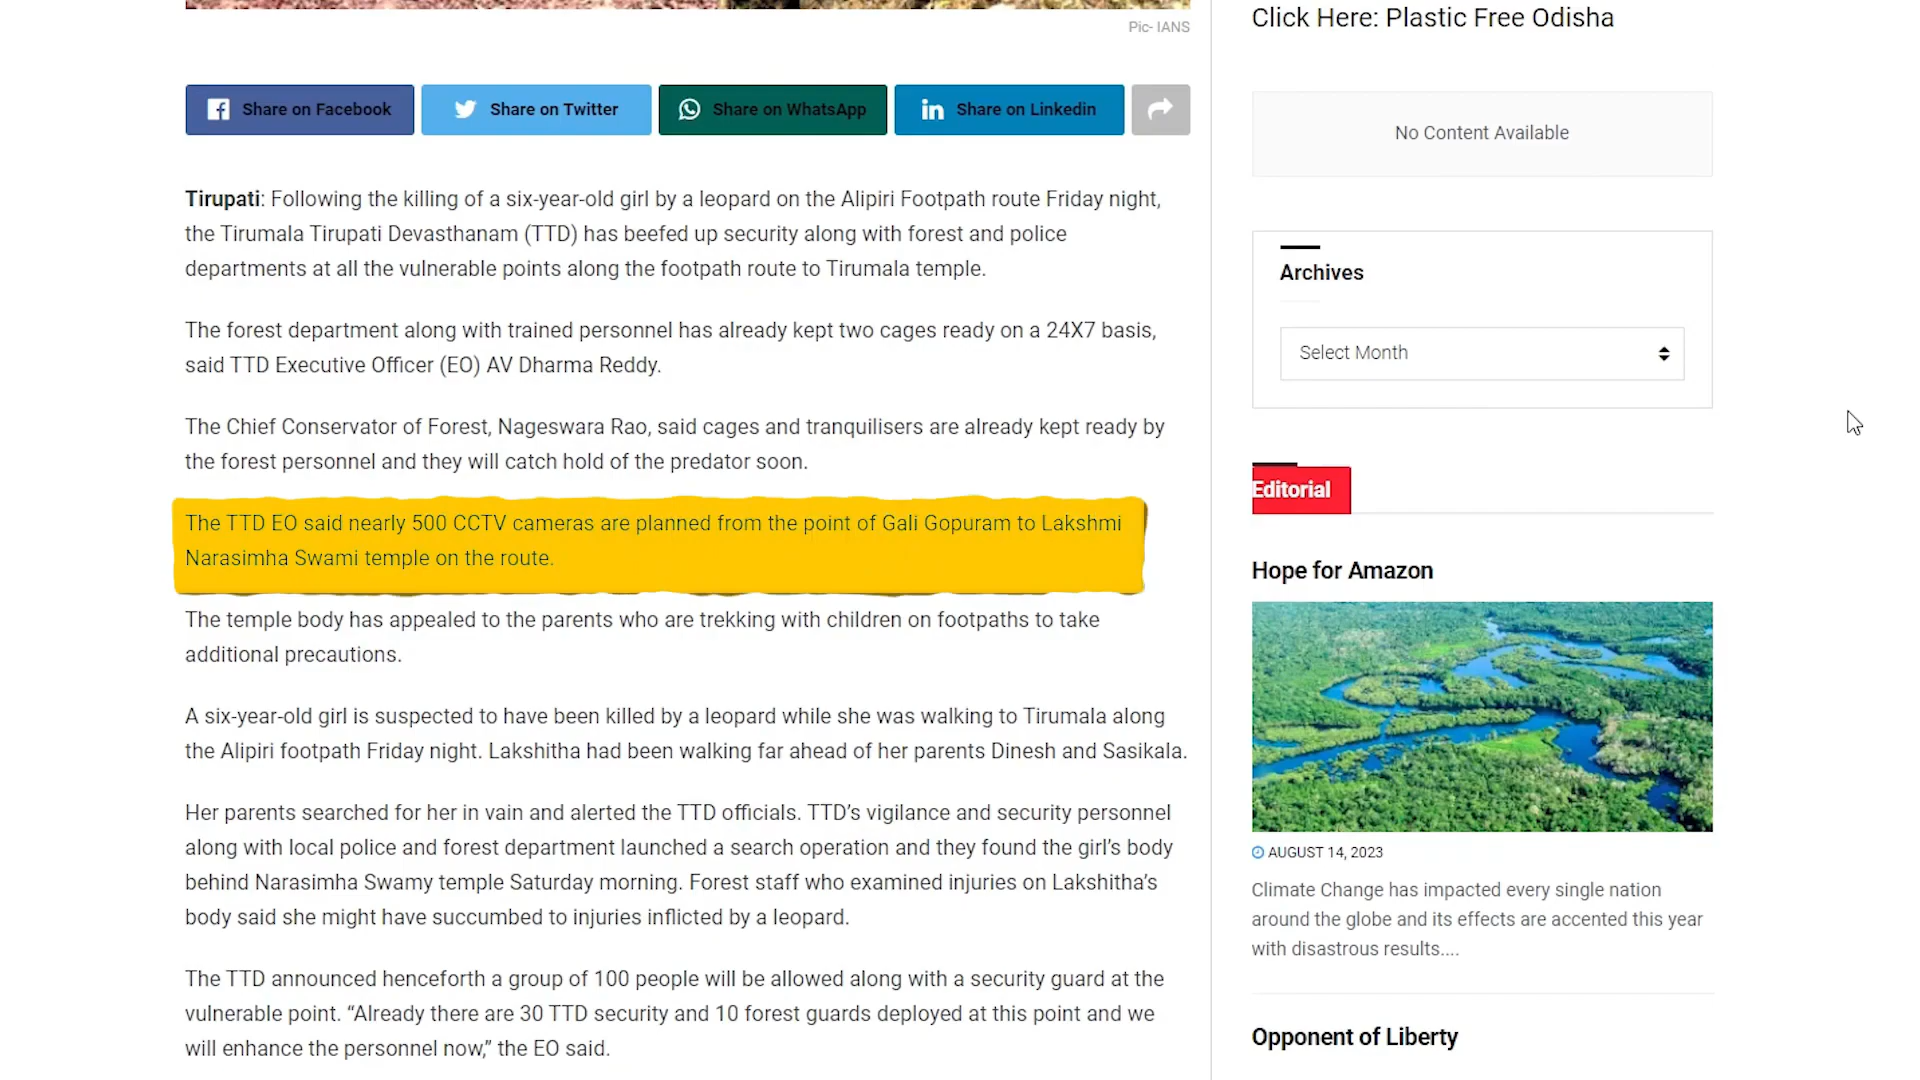 Pic- IANS
Share on Facebook
Share on Twitter
Share on WhatsApp
Share on Linkedin
Tirupati: Following the killing of a six-year-old girl by a leopard on the Alipiri Footpath route Friday night,
the Tirumala Tirupati Devasthanam (TTD) has beefed up security along with forest and police
departments at all the vulnerable points along the footpath route to Tirumala temple.
The forest department along with trained personnel has already kept two cages ready on a 24X7 basis,
said TTD Executive Officer (EO) AV Dharma Reddy.
The Chief Conservator of Forest, Nageswara Rao, said cages and tranquilisers are already kept ready by
the forest personnel and they will catch hold of the predator soon.
The TTD EO said nearly 500 CCTV cameras are planned from the point of Gali Gopuram to Lakshmi
Narasimha Swami temple on the route.
The temple body has appealed to the parents who are trekking with children on footpaths to take
additional precautions.
A six-year-old girl is suspected to have been killed by a leopard while she was walking to Tirumala along
the Alipiri footpath Friday night. Lakshitha had been walking far ahead of her parents Dinesh and Sasikala.
Her parents searched for her in vain and alerted the TTD officials. TTD’s vigilance and security personnel
along with local police and forest department launched a search operation and they found the girl’s body
behind Narasimha Swamy temple Saturday morning. Forest staff who examined injuries on Lakshitha’s
body said she might have succumbed to injuries inflicted by a leopard.
The TTD announced henceforth a group of 100 people will be allowed along with a security guard at the
vulnerable point. “Already there are 30 TTD security and 10 forest guards deployed at this point and we
will enhance the personnel now,” the EO said.
Click Here: Plastic Free Odisha
No Content Available
Archives
Select Month
Editorial
Hope for Amazon
AUGUST 14, 2023
Climate Change has impacted every single nation
around the globe and its effects are accented this year
with disastrous results....
Opponent of Liberty